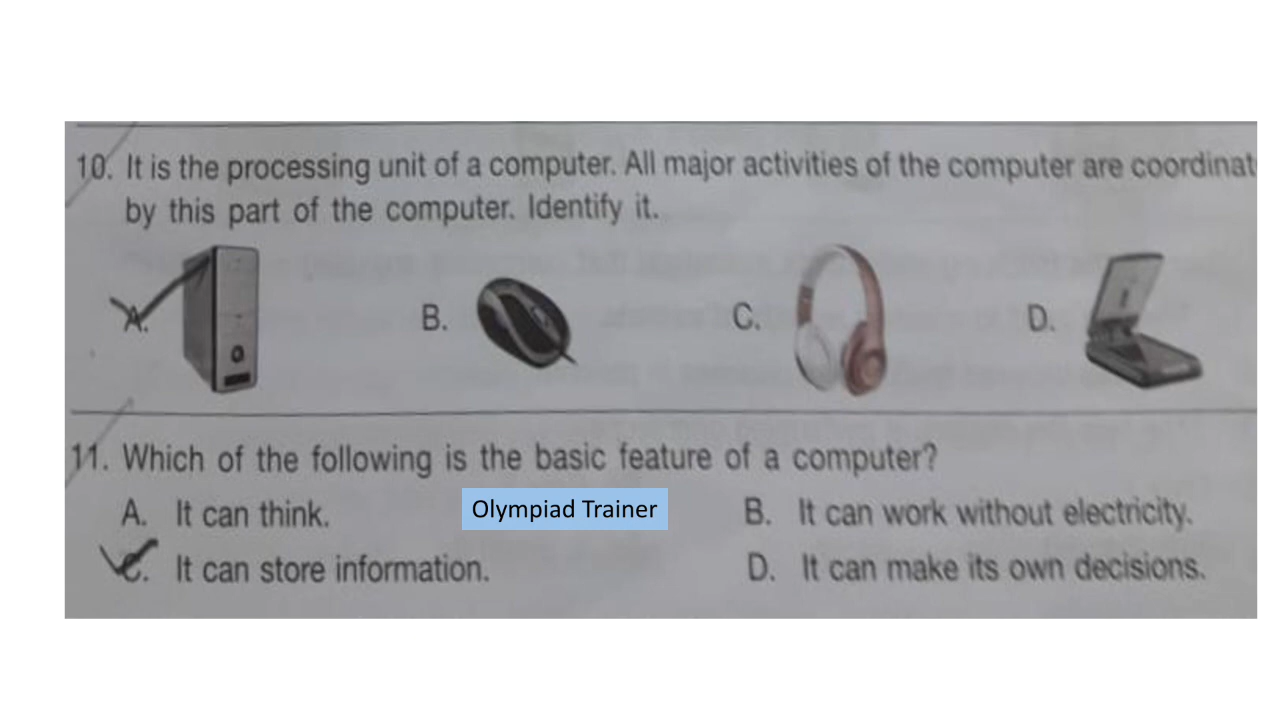 10. It is the processing unit of a computer. All major activities of the computer are coordinat
by this part of the computer. Identify it.
A. B. C. D.
11. Which of the following is the basic feature of a computer?
A. It can think. B. It can work without electricity.
Olympiad Trainer
C. It can store information. D. It can make its own decisions.